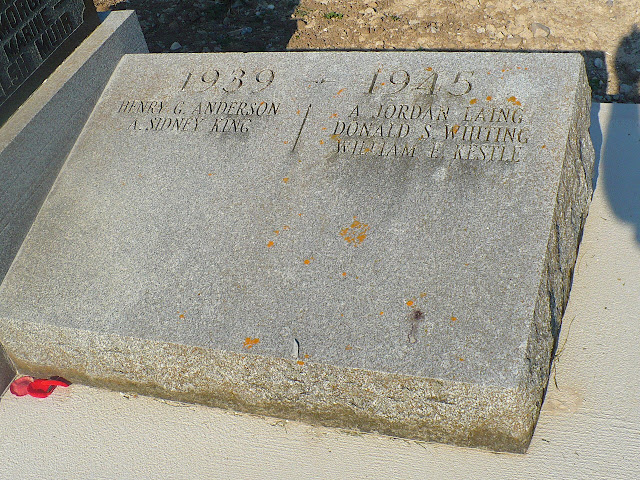 1939 - 1945
HENRY G. ANDERSON
A. SIDNEY KING
A. JORDAN LAING
DONALD S. WHITING
WILLIAM E. KESTLE